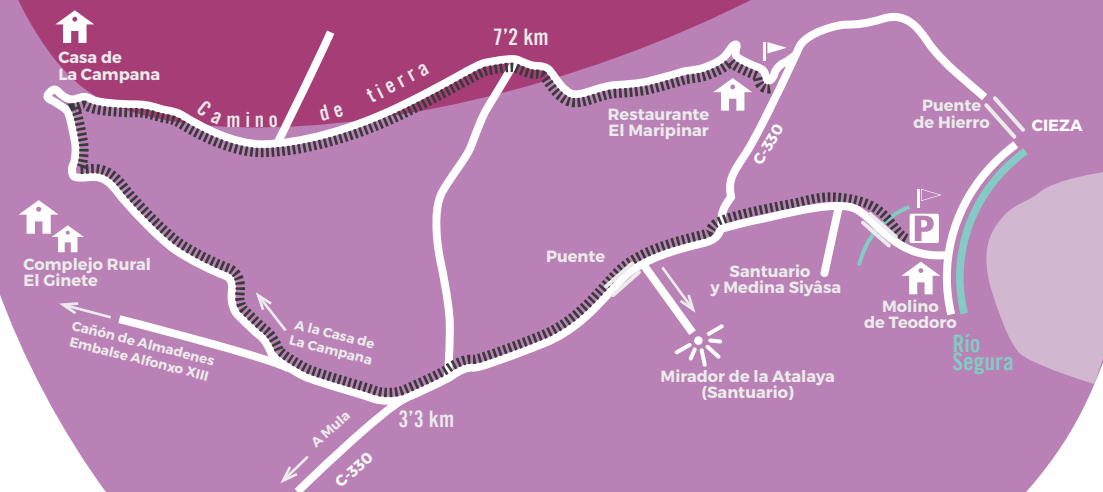 7'2 km
Casa de
La Campana
Camino de tierra
Restaurante
El Maripinar
C-330
Puente
de Hierro
CIEZA
P
Complejo Rural
El Ginete
Puente
Santuario
y Medina Siyâsa
Molino
de Teodoro
Río
Segura
Cañón de Almadenes
Embalse Alfonxo XIII
A la Casa de
La Campana
Mirador de la Atalaya
(Santuario)
3'3 km
A Mula
C-330